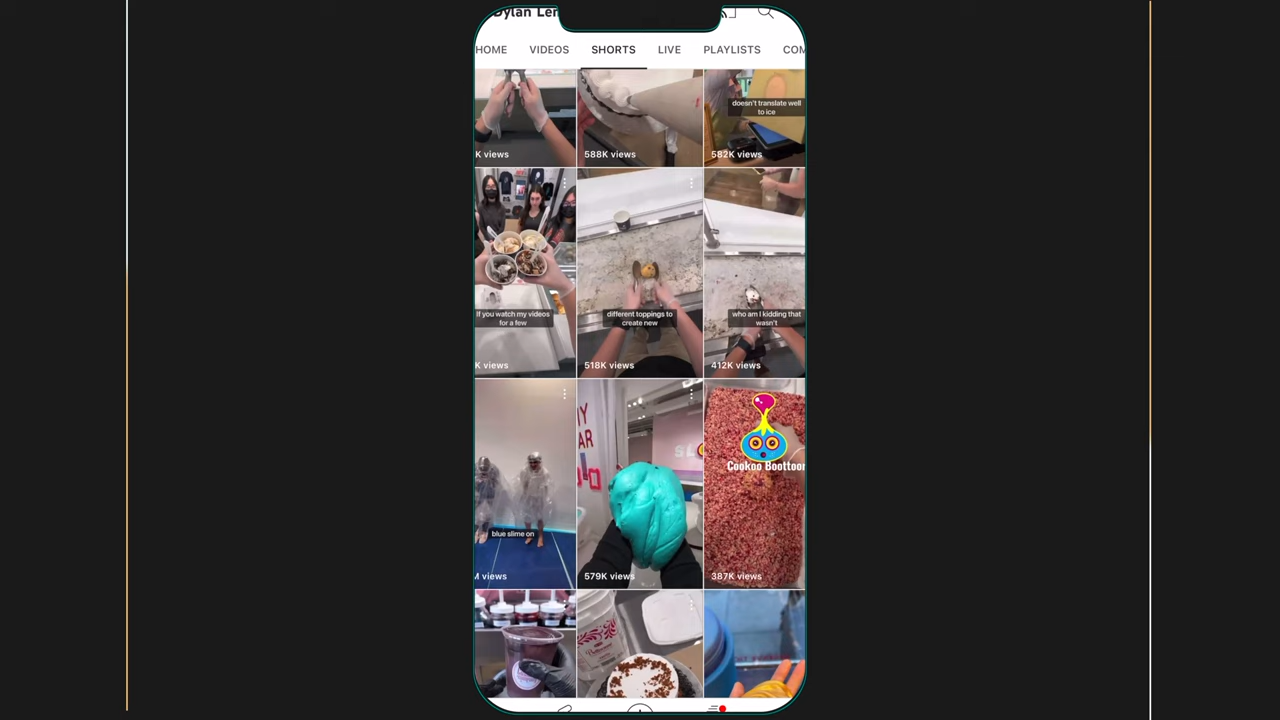 Dylan Len
HOME VIDEOS SHORTS LIVE PLAYLISTS COM
doesn't translate well
to ice
K views
588K views
582K views
If you watch my videos
for a few
different toppings to
create new
who am I kidding that
wasn't
K views
518K views
412K views
Cookoo Boottoon
blue slime on
M views
579K views
387K views